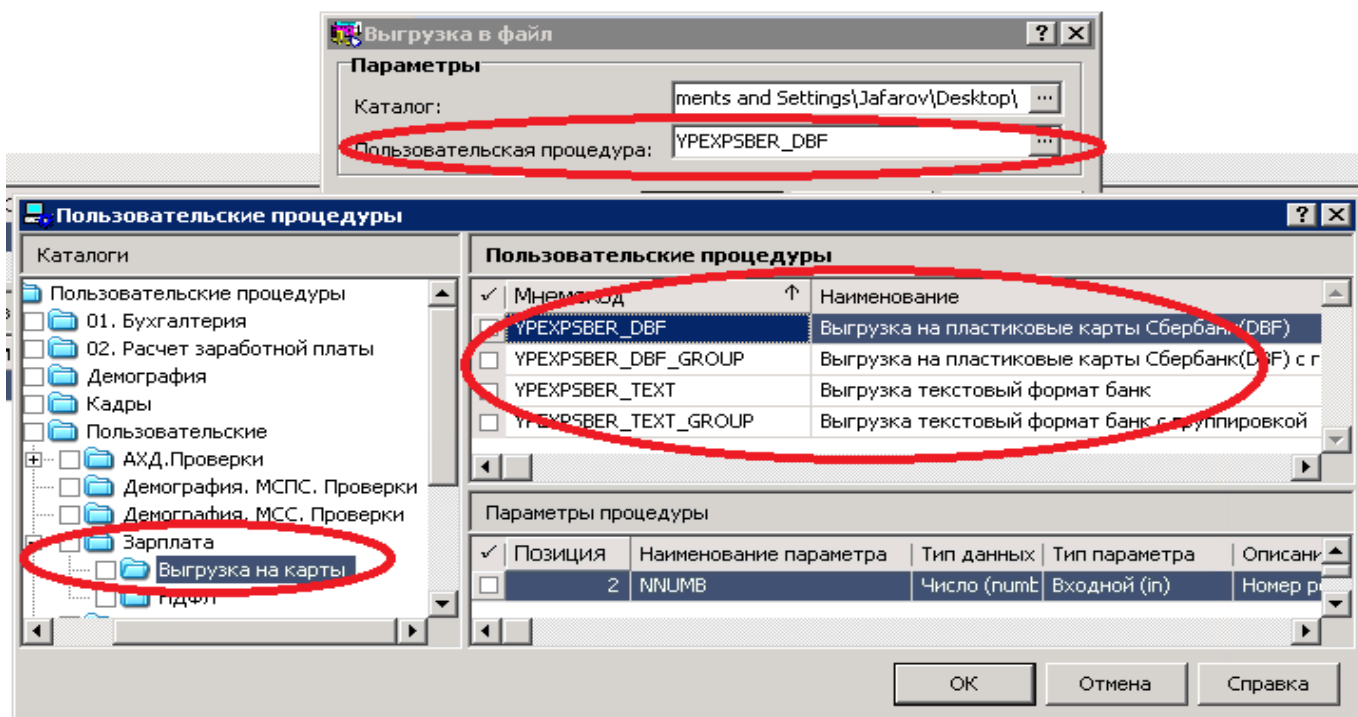 Выгрузка в файл
Параметры
Каталог: ments and Settings\Jafarov\Desktop\ ...
Пользовательская процедура: YPEXPSBER_DBF ...
Пользовательские процедуры
Каталоги
Пользовательские процедуры
01. Бухгалтерия
02. Расчет заработной платы
Демография
Кадры
Пользовательские
АХД.Проверки
Демография. МСПС. Проверки
Демография. МСС. Проверки
Зарплата
Выгрузка на карты
НДФЛ
Пользовательские процедуры
Мнемокод Наименование
YPEXPSBER_DBF Выгрузка на пластиковые карты Сбербанк(DBF)
YPEXPSBER_DBF_GROUP Выгрузка на пластиковые карты Сбербанк(DBF) с г
YPEXPSBER_TEXT Выгрузка текстовый формат банк
YPEXPSBER_TEXT_GROUP Выгрузка текстовый формат банк с группировкой
Параметры процедуры
Позиция Наименование параметра Тип данных Тип параметра Описани
2 NNUMB Число (numb Входной (in) Номер ре
ОК Отмена Справка